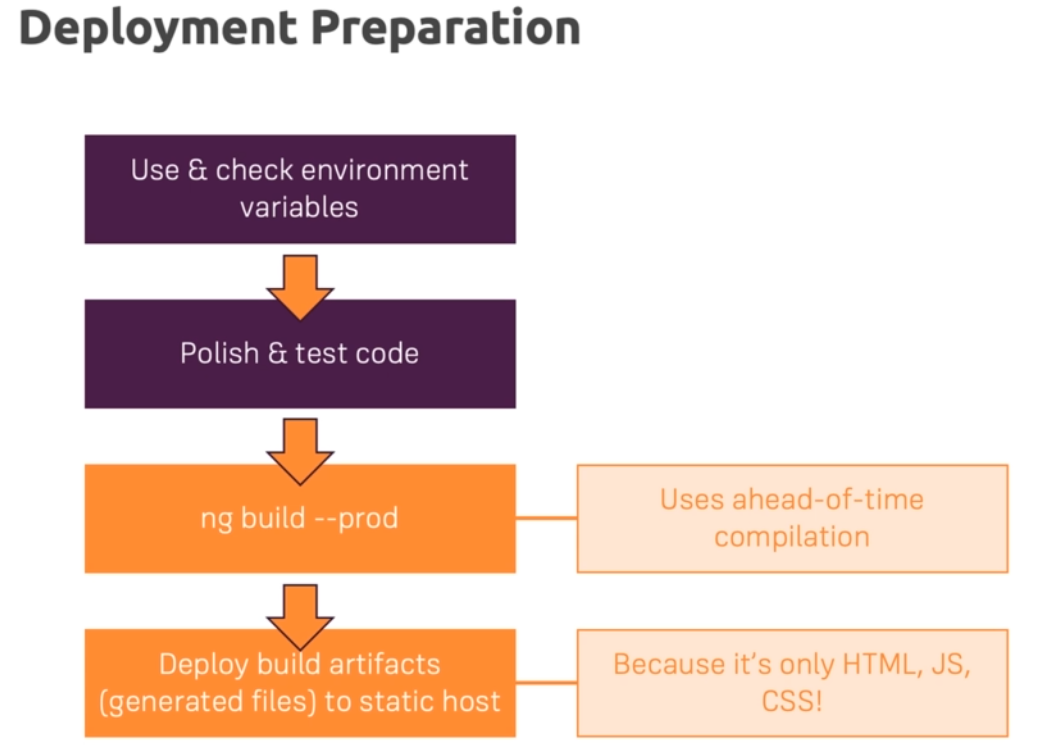 Deployment Preparation
Use & check environment
variables
Polish & test code
ng build --prod
Uses ahead-of-time
compilation
Deploy build artifacts
(generated files) to static host
Because it's only HTML, JS,
CSS!